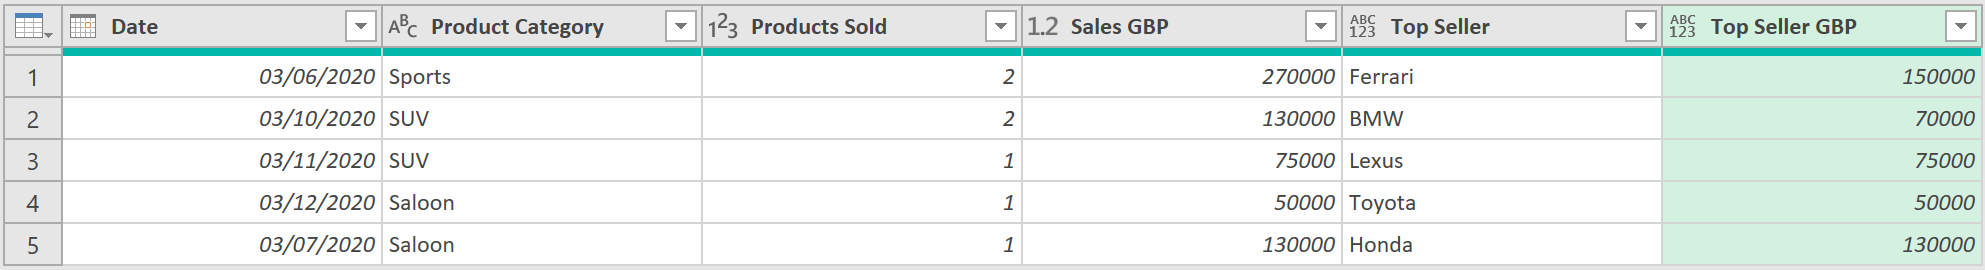 Date ABC Product Category 123 Products Sold 1.2 Sales GBP ABC 123 Top Seller ABC 123 Top Seller GBP
1 03/06/2020 Sports 2 270000 Ferrari 150000
2 03/10/2020 SUV 2 130000 BMW 70000
3 03/11/2020 SUV 1 75000 Lexus 75000
4 03/12/2020 Saloon 1 50000 Toyota 50000
5 03/07/2020 Saloon 1 130000 Honda 130000